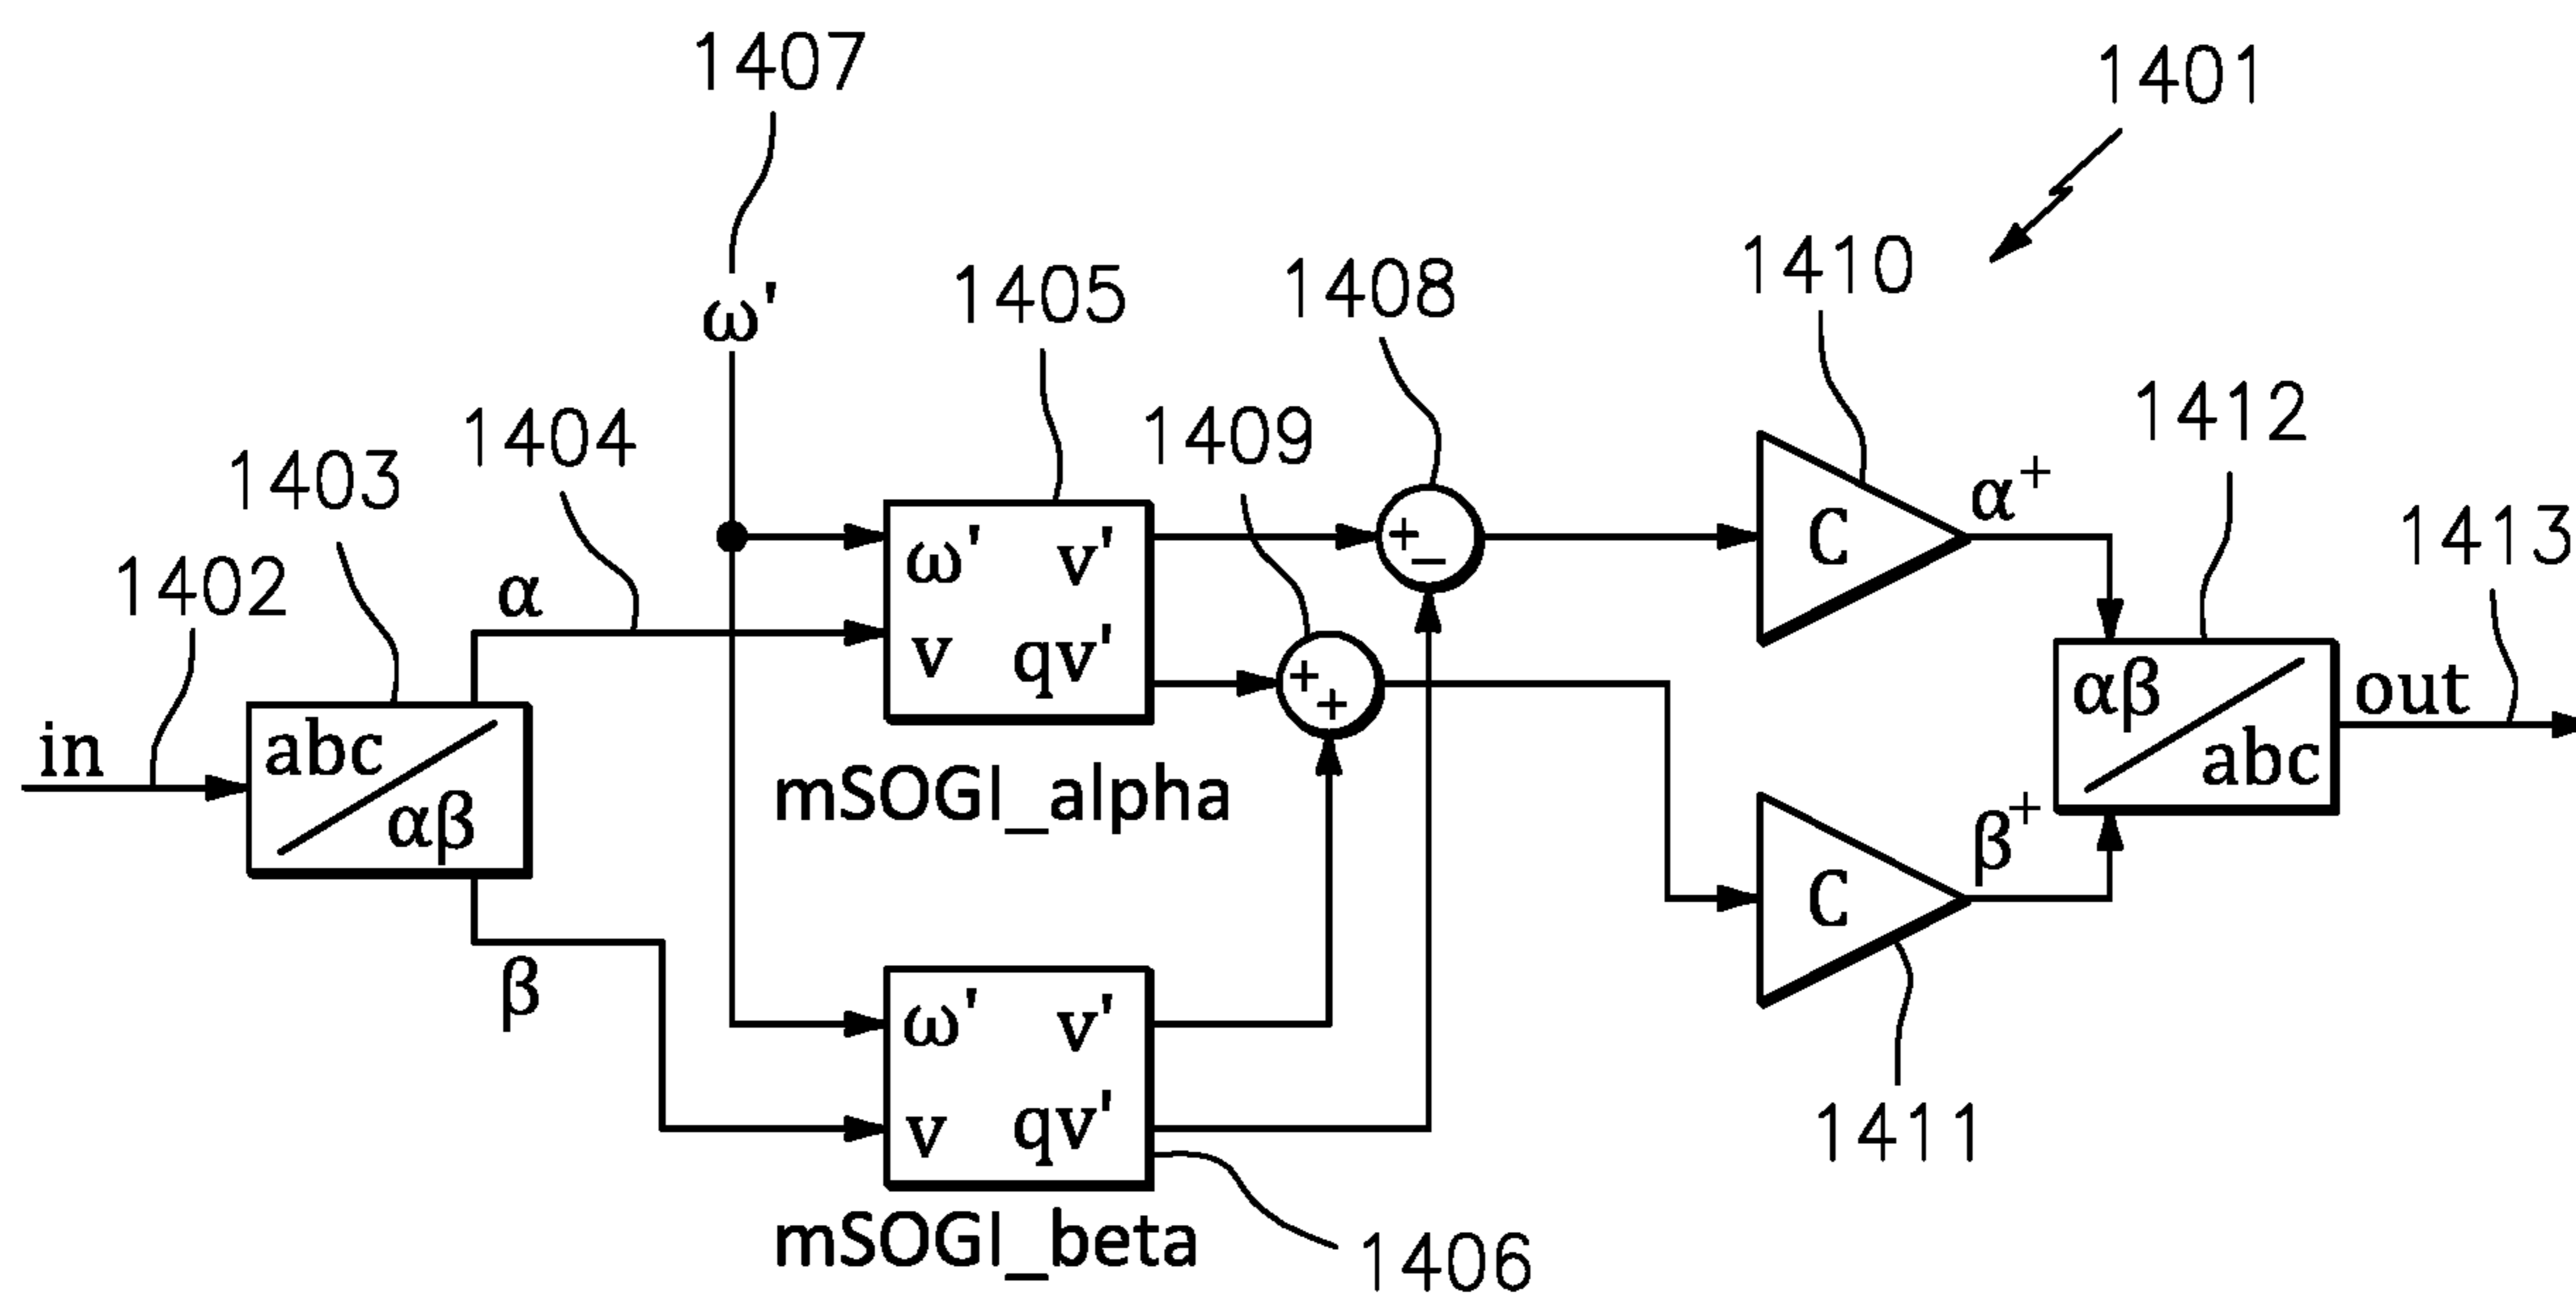 1407
1401
1410
1405
1408
ω'
1412
1404
1409
1403
α⁺
1413
C
+
−
ω' v'
1402
α
v qv'
+
+
αβ
abc
out
in
abc
αβ
mSOGI_alpha
β⁺
C
β
ω' v'
v qv'
1411
mSOGI_beta
1406